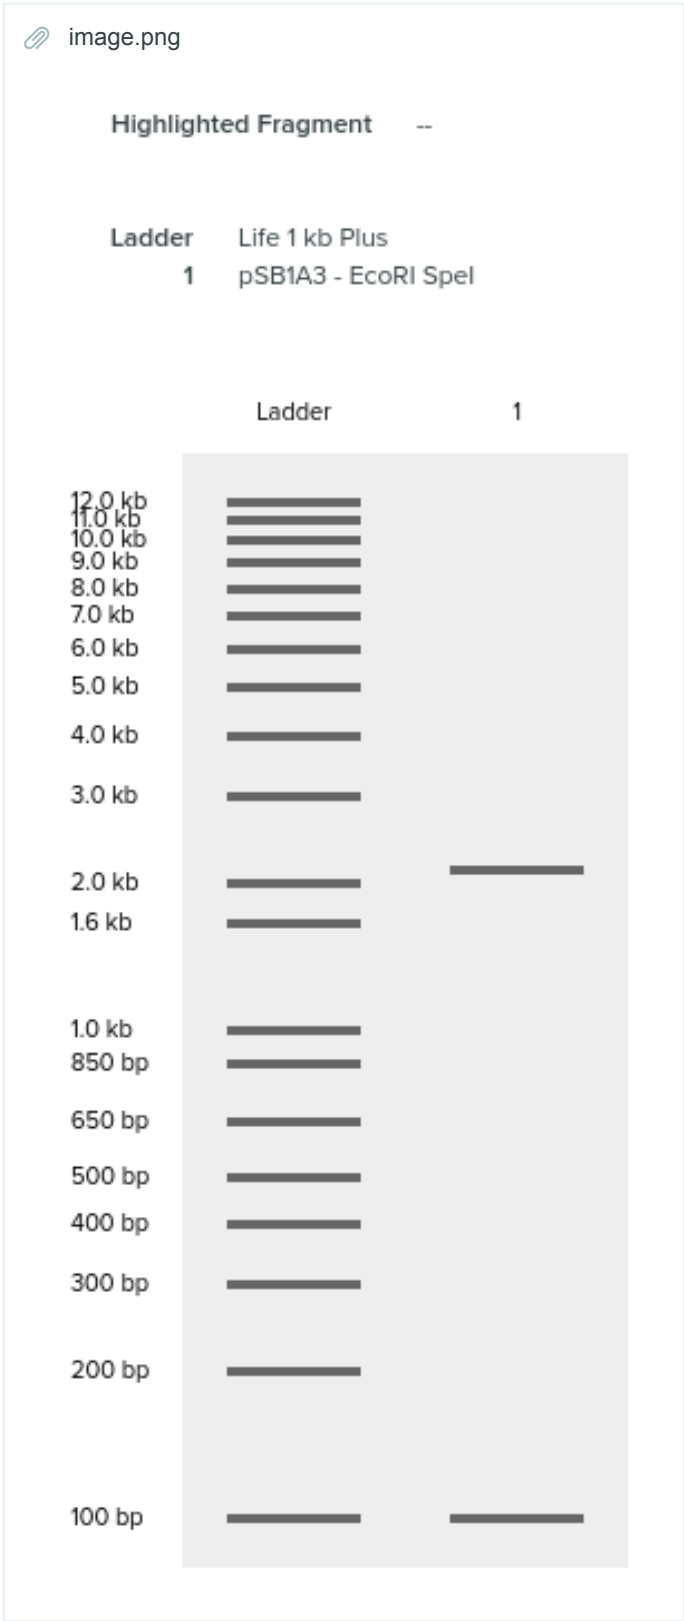 image.png
Highlighted Fragment --
Ladder Life 1 kb Plus
1 pSB1A3 - EcoRI SpeI
Ladder 1
12.0 kb
11.0 kb
10.0 kb
9.0 kb
8.0 kb
7.0 kb
6.0 kb
5.0 kb
4.0 kb
3.0 kb
2.0 kb
1.6 kb
1.0 kb
850 bp
650 bp
500 bp
400 bp
300 bp
200 bp
100 bp